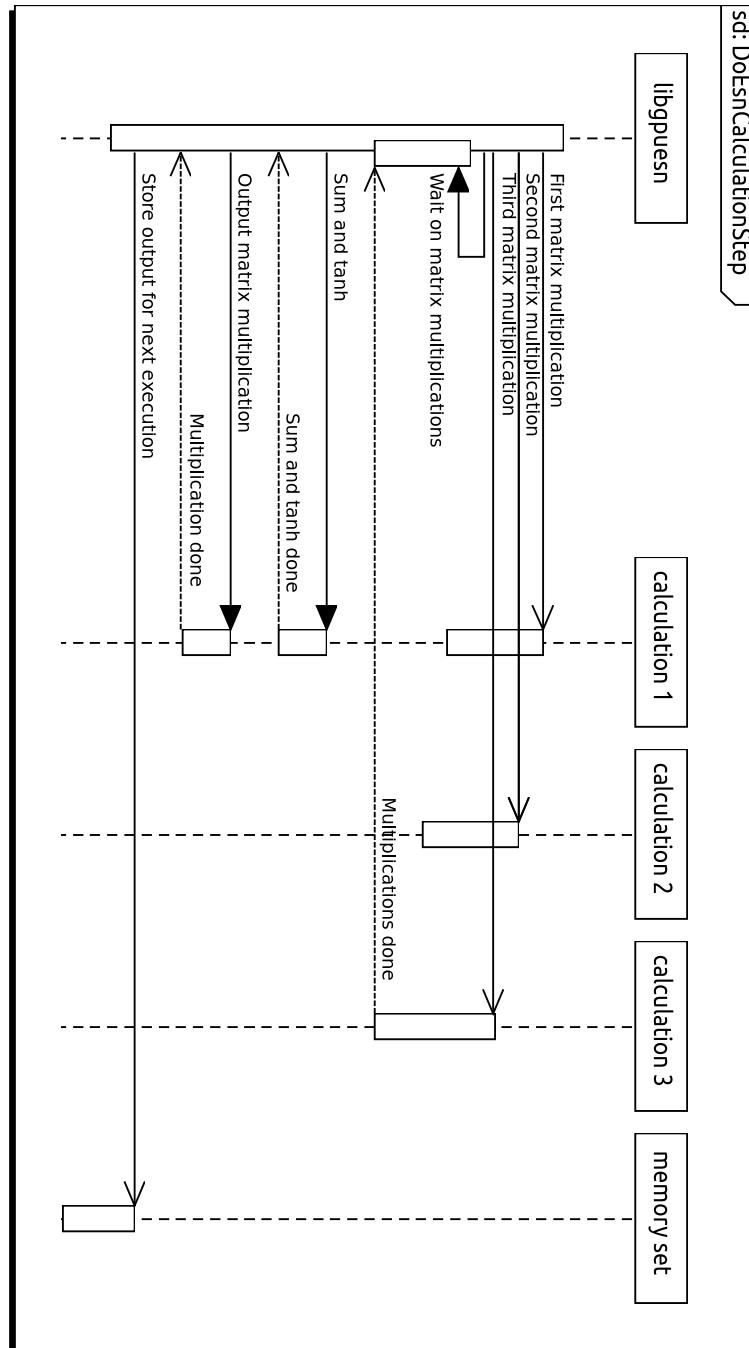 sd: DoEsnCalculationStep
libgpuesn
calculation 1
calculation 2
calculation 3
memory set
First matrix multiplication
Second matrix multiplication
Third matrix multiplication
Wait on matrix multiplications
Multiplications done
Sum and tanh
Sum and tanh done
Output matrix multiplication
Multiplication done
Store output for next execution